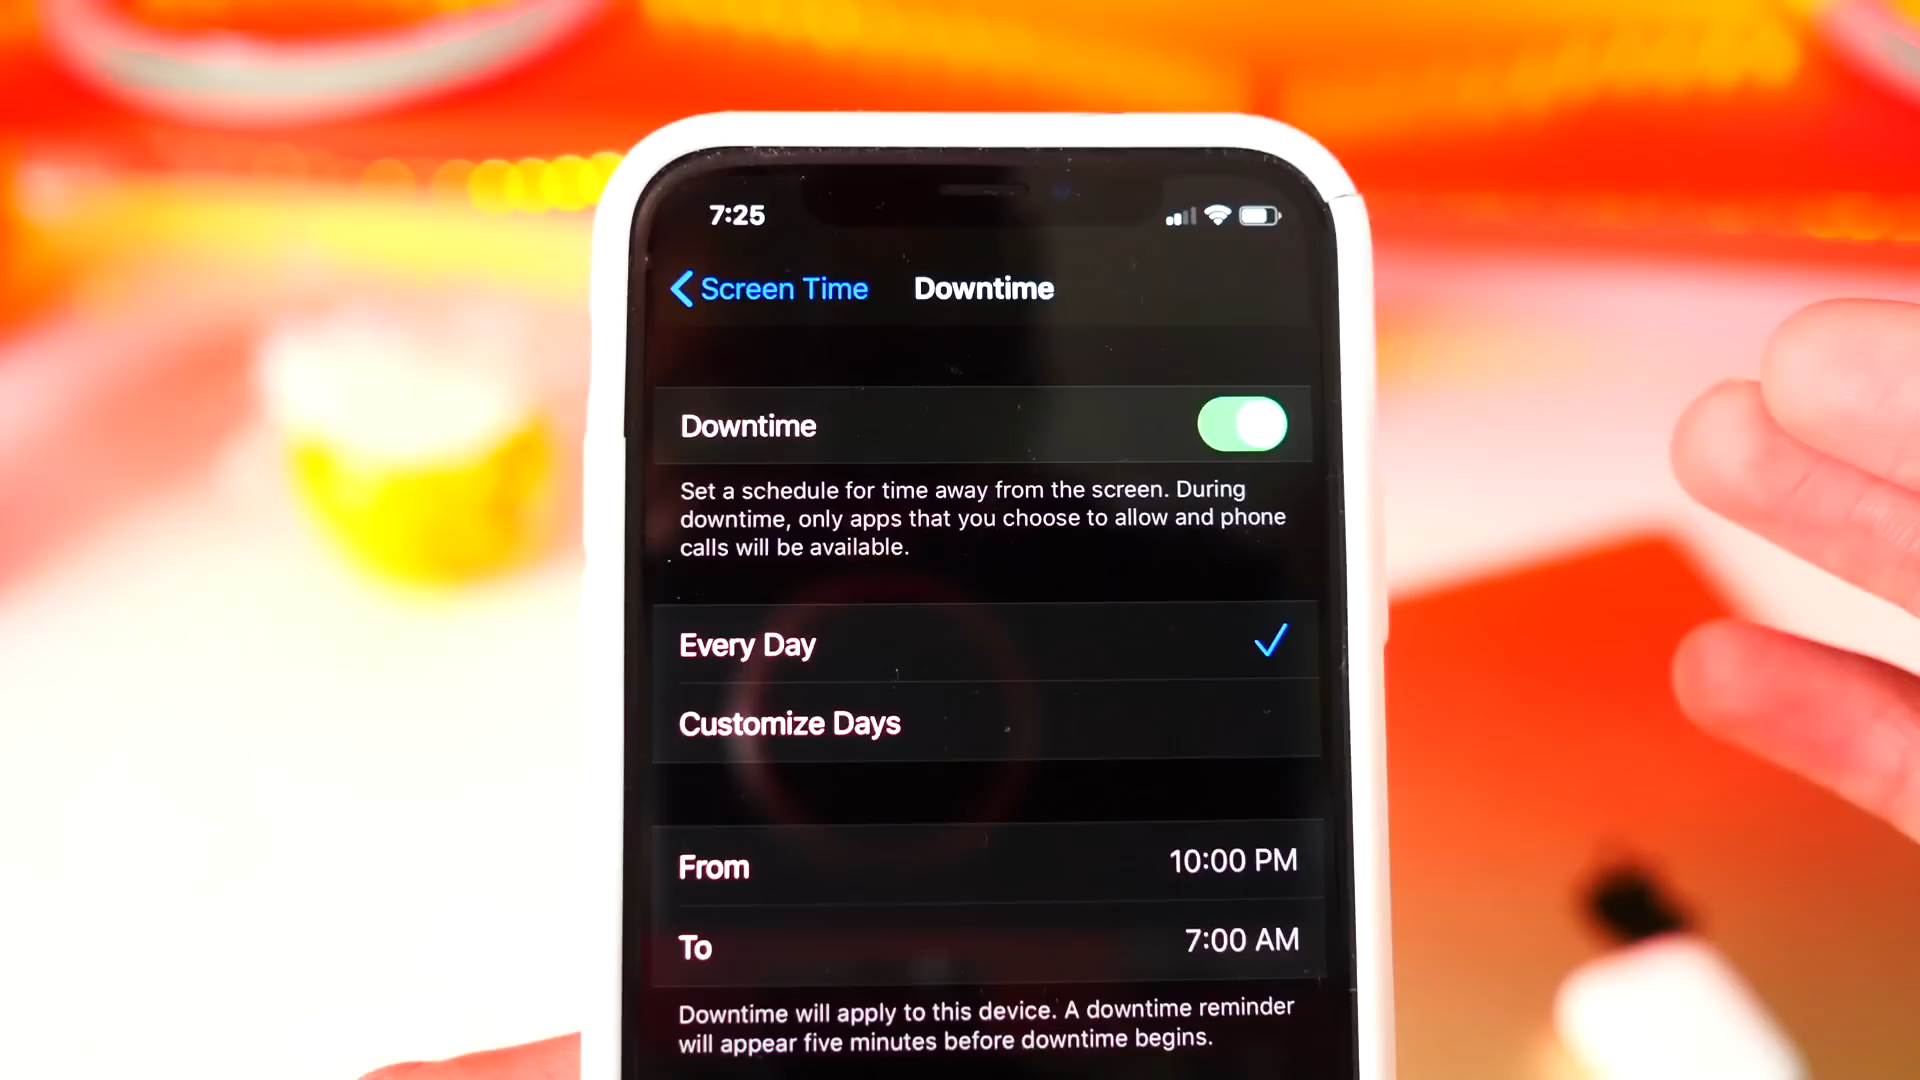 7:25
Screen Time
Downtime
Downtime
Set a schedule for time away from the screen. During
downtime, only apps that you choose to allow and phone
calls will be available.
Every Day
Customize Days
From
10:00 PM
To
7:00 AM
Downtime will apply to this device. A downtime reminder
will appear five minutes before downtime begins.